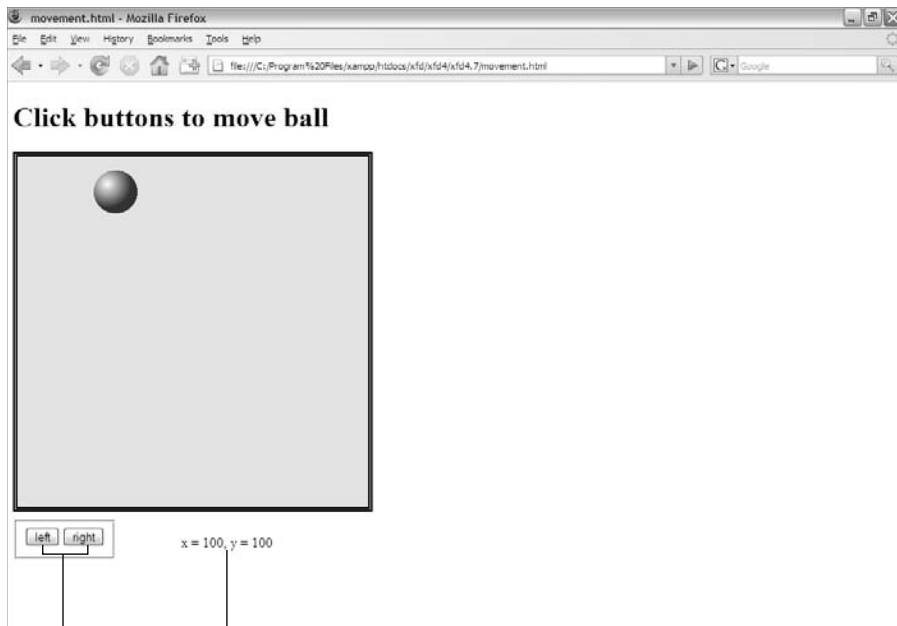 movement.html - Mozilla Firefox
File Edit View History Bookmarks Tools Help
file:///C:/Program%20Files/xampp/htdocs/xfd/xfd4/xfd4.7/movement.html
G Google
Click buttons to move ball
left right
x = 100, y = 100